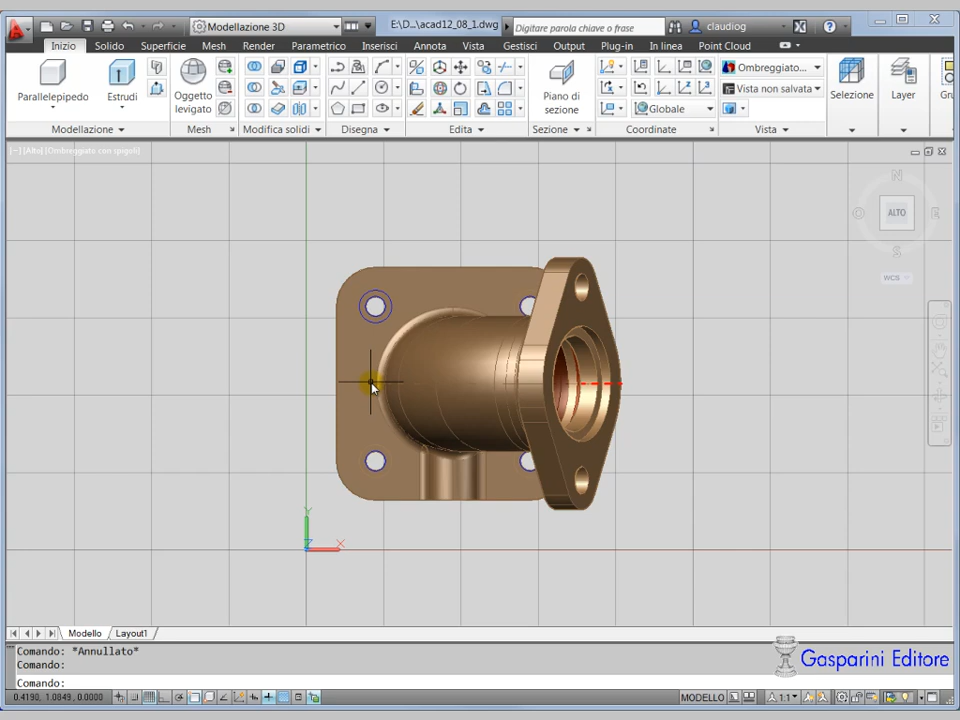 Modellazione 3D
E:\D...\acad12_08_1.dwg
Digitare parola chiave o frase
claudiog
Inizio Solido Superficie Mesh Render Parametrico Inserisci Annota Vista Gestisci Output Plug-in In linea Point Cloud
Parallelepipedo
Estrudi
Oggetto
levigato
Piano di
sezione
Ombreggiato...
Vista non salvata
Globale
Selezione
Layer
Gru
Modellazione
Mesh
Modifica solidi
Disegna
Edita
Sezione
Coordinate
Vista
[−] [Alto] [Ombreggiato con spigoli]
N
O
ALTO
S
WCS
Y
Z
X
Modello
Layout1
Comando: *Annullato*
Comando:
Comando:
Gasparini Editore
0.4190, 1.0849, 0.0000
MODELLO
1:1